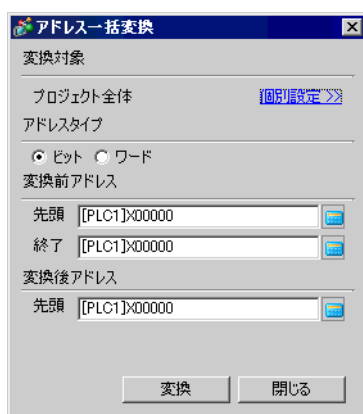 アドレス一括変換
変換対象
プロジェクト全体 個別設定 >>
アドレスタイプ
ビット ワード
変換前アドレス
先頭 [PLC1]X00000
終了 [PLC1]X00000
変換後アドレス
先頭 [PLC1]X00000
変換 閉じる